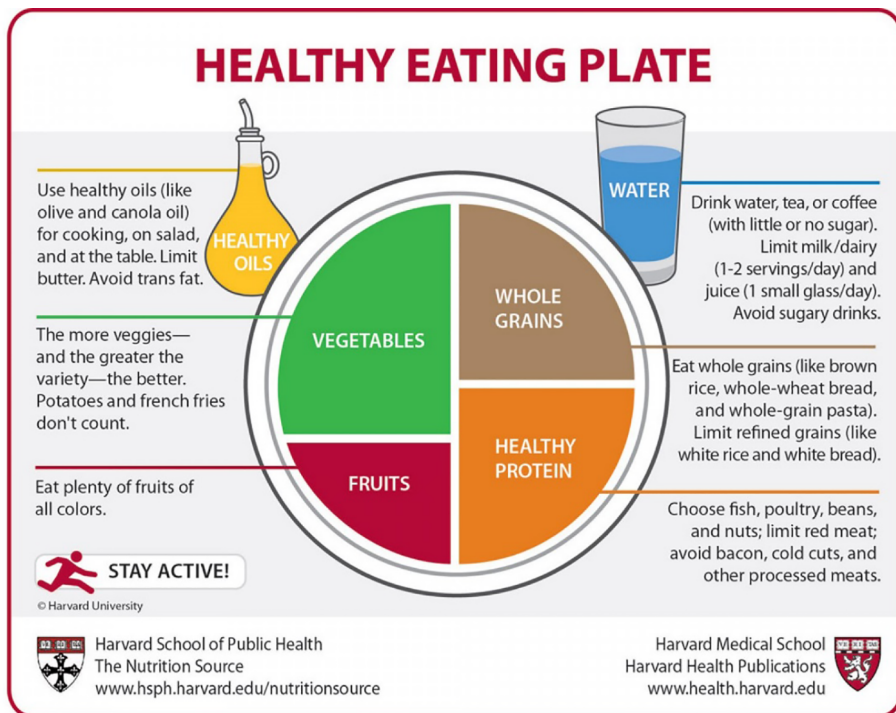 HEALTHY EATING PLATE
Use healthy oils (like
olive and canola oil)
for cooking, on salad,
and at the table. Limit
butter. Avoid trans fat.
HEALTHY
OILS
The more veggies—
and the greater the
variety—the better.
Potatoes and french fries
don't count.
Eat plenty of fruits of
all colors.
VEGETABLES
FRUITS
WHOLE
GRAINS
HEALTHY
PROTEIN
WATER
Drink water, tea, or coffee
(with little or no sugar).
Limit milk/dairy
(1-2 servings/day) and
juice (1 small glass/day).
Avoid sugary drinks.
Eat whole grains (like brown
rice, whole-wheat bread,
and whole-grain pasta).
Limit refined grains (like
white rice and white bread).
Choose fish, poultry, beans,
and nuts; limit red meat;
avoid bacon, cold cuts, and
other processed meats.
STAY ACTIVE!
© Harvard University
Harvard School of Public Health
The Nutrition Source
www.hsph.harvard.edu/nutritionsource
Harvard Medical School
Harvard Health Publications
www.health.harvard.edu